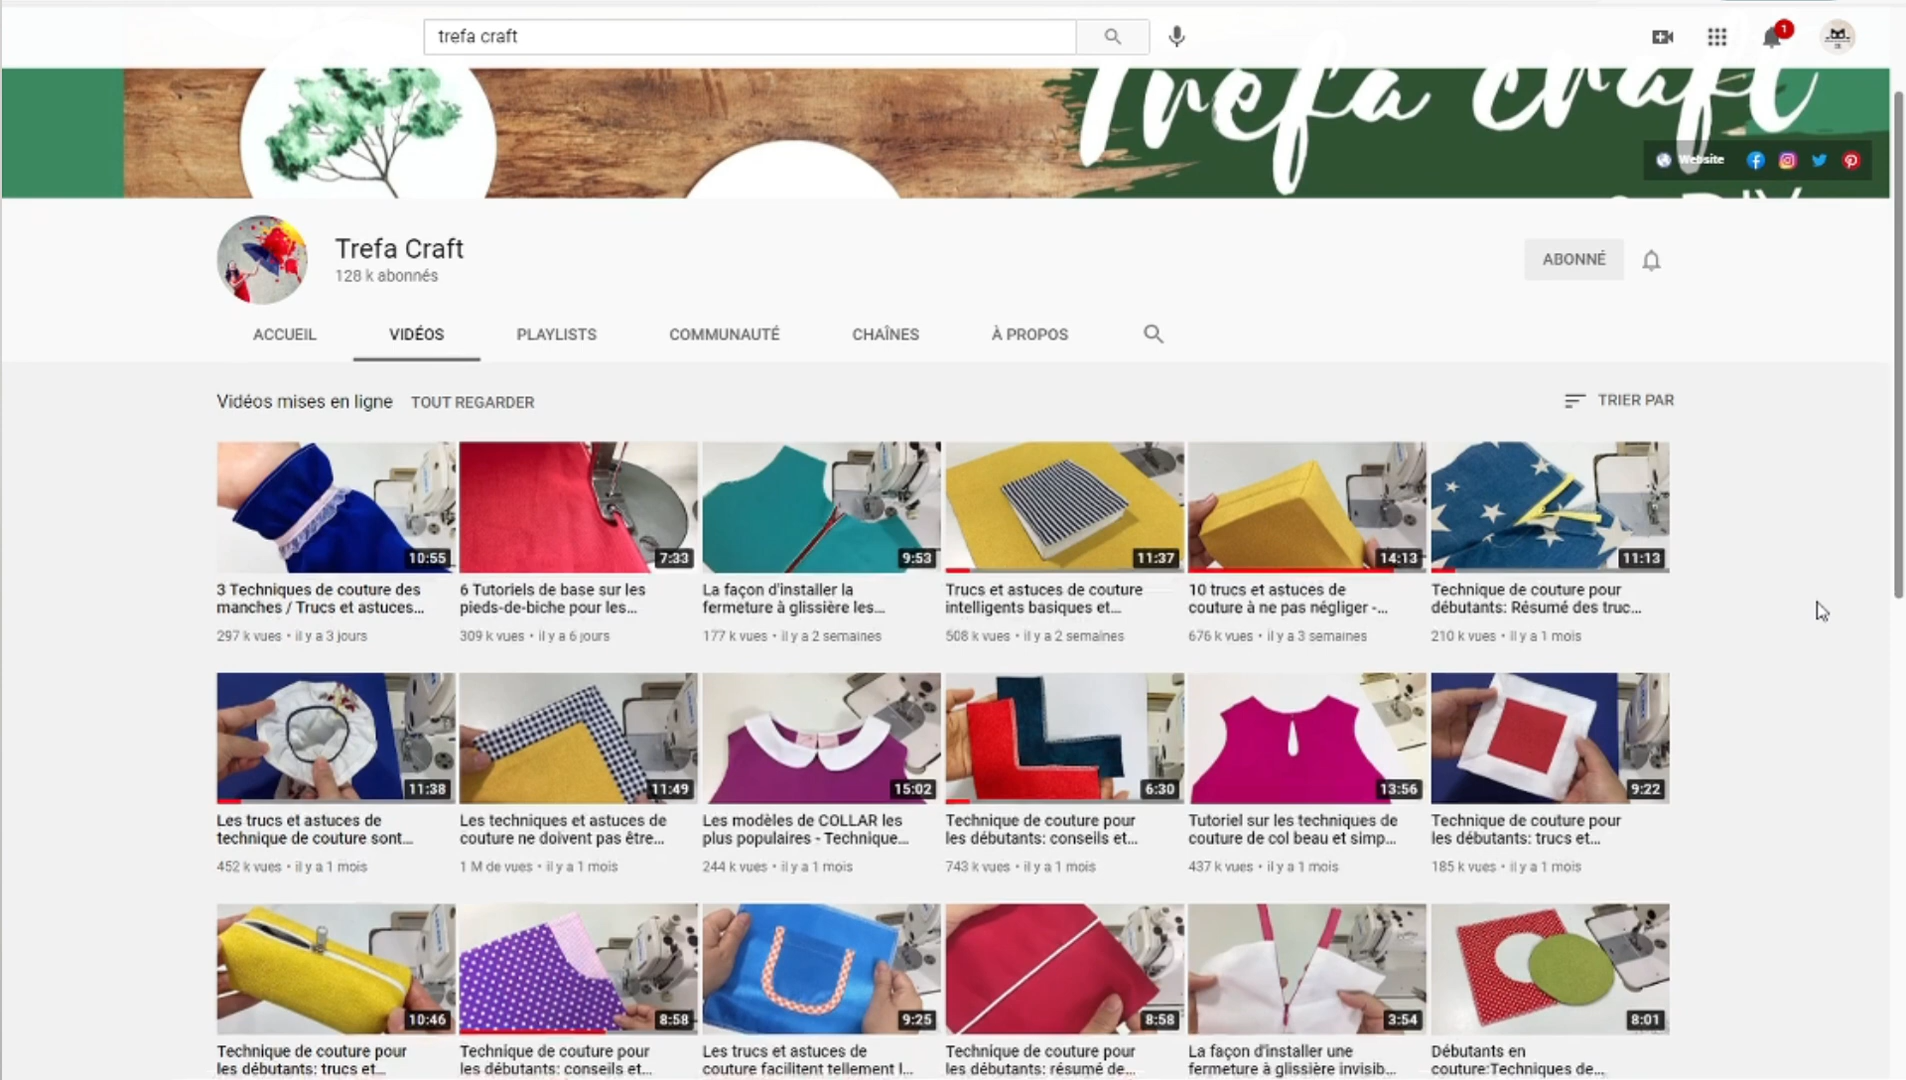 trefa craft
1
Trefa craft
Website
Trefa Craft
128 k abonnés
ABONNÉ
ACCUEIL
VIDÉOS
PLAYLISTS
COMMUNAUTÉ
CHAÎNES
À PROPOS
Vidéos mises en ligne
TOUT REGARDER
TRIER PAR
10:55
3 Techniques de couture des
manches / Trucs et astuces...
297 k vues • il y a 3 jours
7:33
6 Tutoriels de base sur les
pieds-de-biche pour les...
309 k vues • il y a 6 jours
9:53
La façon d'installer la
fermeture à glissière les...
177 k vues • il y a 2 semaines
11:37
Trucs et astuces de couture
intelligents basiques et...
508 k vues • il y a 2 semaines
14:13
10 trucs et astuces de
couture à ne pas négliger -...
676 k vues • il y a 3 semaines
11:13
Technique de couture pour
débutants: Résumé des truc...
210 k vues • il y a 1 mois
11:38
Les trucs et astuces de
technique de couture sont...
452 k vues • il y a 1 mois
11:49
Les techniques et astuces de
couture ne doivent pas être...
1 M de vues • il y a 1 mois
15:02
Les modèles de COLLAR les
plus populaires - Technique...
244 k vues • il y a 1 mois
6:30
Technique de couture pour
les débutants: conseils et...
743 k vues • il y a 1 mois
13:56
Tutoriel sur les techniques de
couture de col beau et simp...
437 k vues • il y a 1 mois
9:22
Technique de couture pour
les débutants: trucs et...
185 k vues • il y a 1 mois
10:46
Technique de couture pour
les débutants: trucs et...
8:58
Technique de couture pour
les débutants: conseils et...
9:25
Les trucs et astuces de
couture facilitent tellement l...
8:58
Technique de couture pour
les débutants: résumé de...
3:54
La façon d'installer une
fermeture à glissière invisib...
8:01
Débutants en
couture:Techniques de...